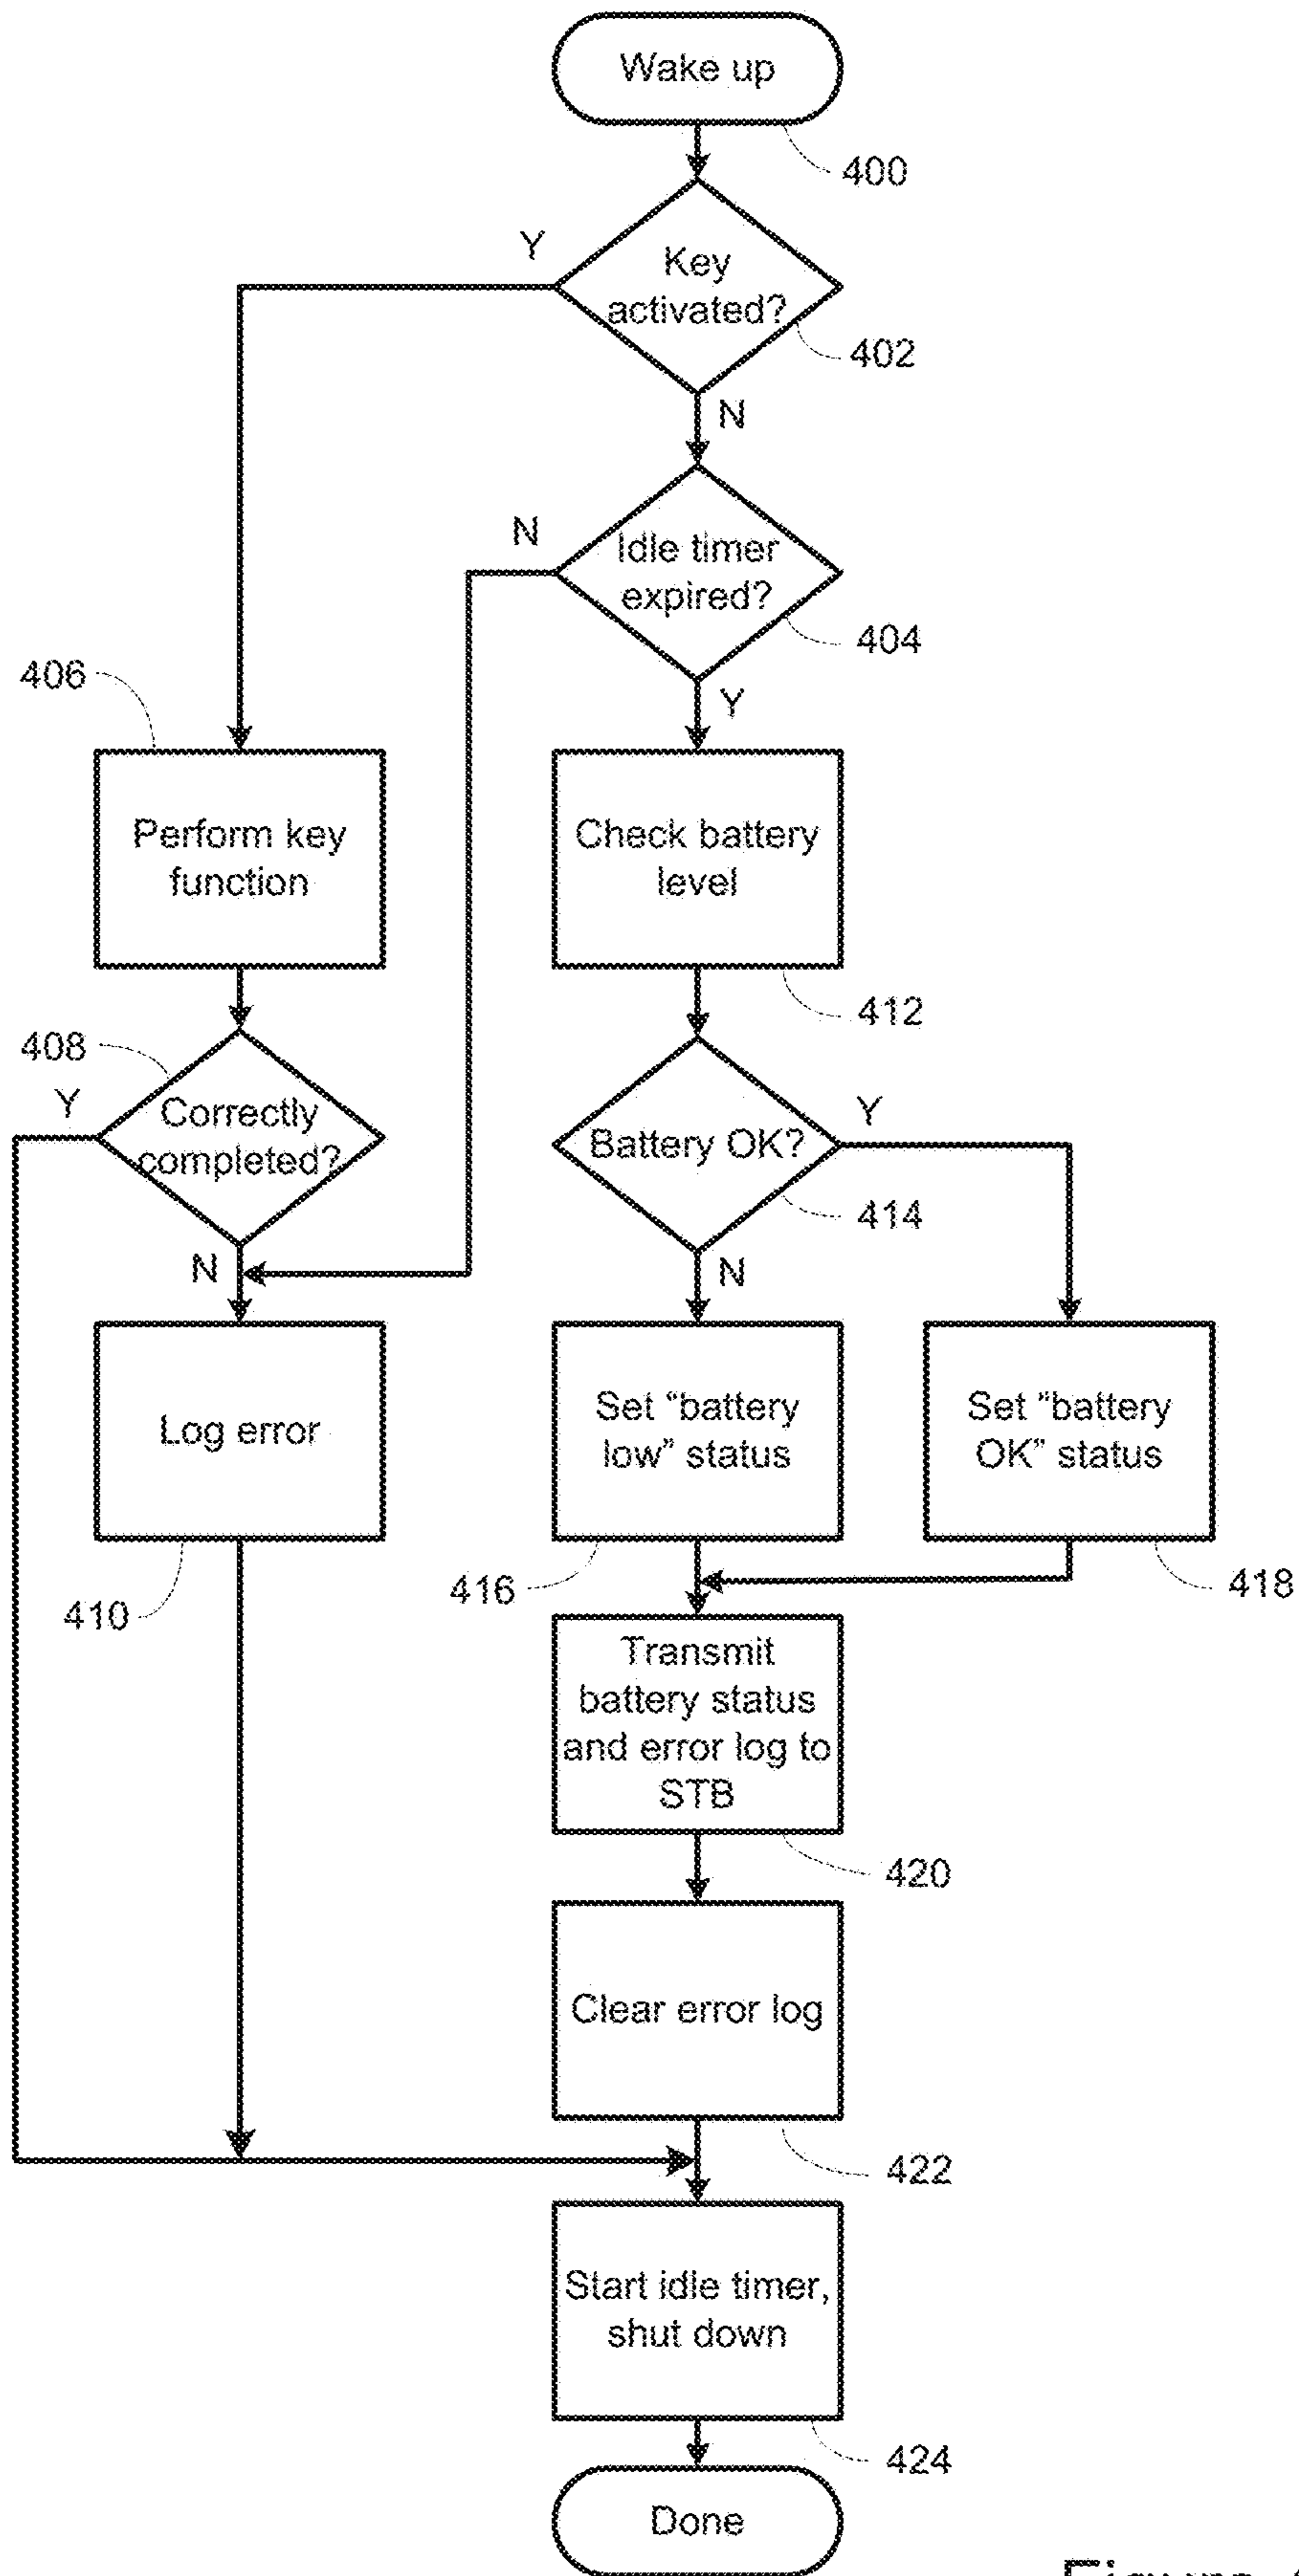 Wake up
400
Y
Key
activated?
402
N
N
Idle timer
expired?
404
Y
406
Perform key
function
Check battery
level
412
408
Y
Correctly
completed?
N
Battery OK?
Y
414
N
Log error
410
Set “battery
low” status
416
Set “battery
OK” status
418
Transmit
battery status
and error log to
STB
420
Clear error log
422
Start idle timer,
shut down
424
Done